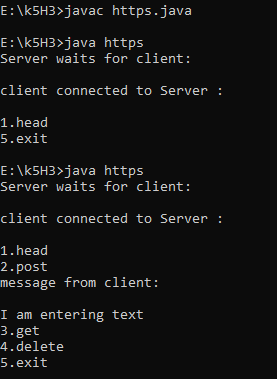 E:\k5H3>javac https.java
E:\k5H3>java https
Server waits for client:
client connected to Server :
1.head
5.exit
E:\k5H3>java https
Server waits for client:
client connected to Server :
1.head
2.post
message from client:
I am entering text
3.get
4.delete
5.exit